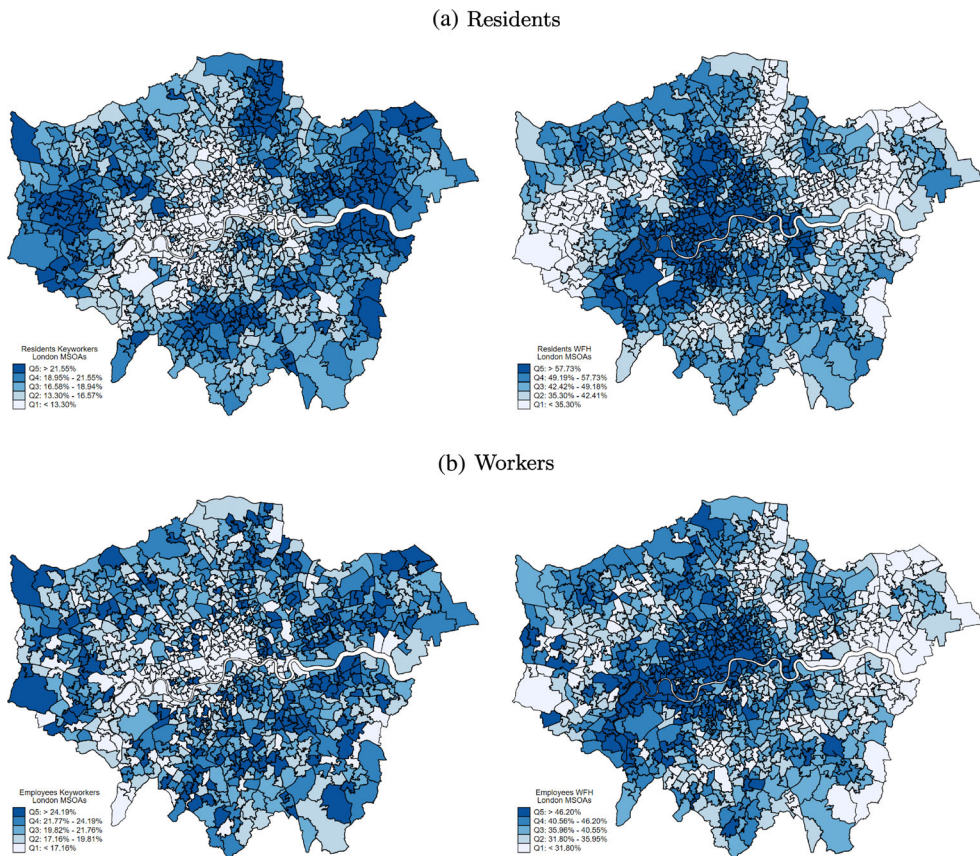 (a) Residents
Residents Keyworkers
London MSOAs
Q5: > 21.55%
Q4: 18.95% - 21.55%
Q3: 16.58% - 18.94%
Q2: 13.30% - 16.57%
Q1: < 13.30%
Residents WFH
London MSOAs
Q5: > 57.73%
Q4: 49.19% - 57.73%
Q3: 42.42% - 49.18%
Q2: 35.30% - 42.41%
Q1: < 35.30%
(b) Workers
Employees Keyworkers
London MSOAs
Q5: > 24.19%
Q4: 21.77% - 24.19%
Q3: 19.82% - 21.76%
Q2: 17.16% - 19.81%
Q1: < 17.16%
Employees WFH
London MSOAs
Q5: > 46.20%
Q4: 40.56% - 46.20%
Q3: 35.96% - 40.55%
Q2: 31.80% - 35.95%
Q1: < 31.80%